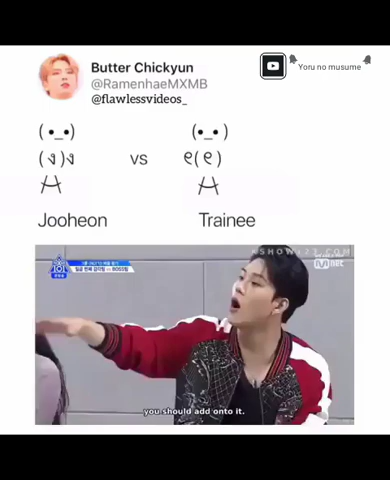 Butter Chickyun
@RamenhaeMXMB
@flawlessvideos_
Yoru no musume
(•_•)
(ง )ง
vs
(•_•)
୧( ୧ )
Jooheon
Trainee
KSHOW123.COM
you should add onto it.